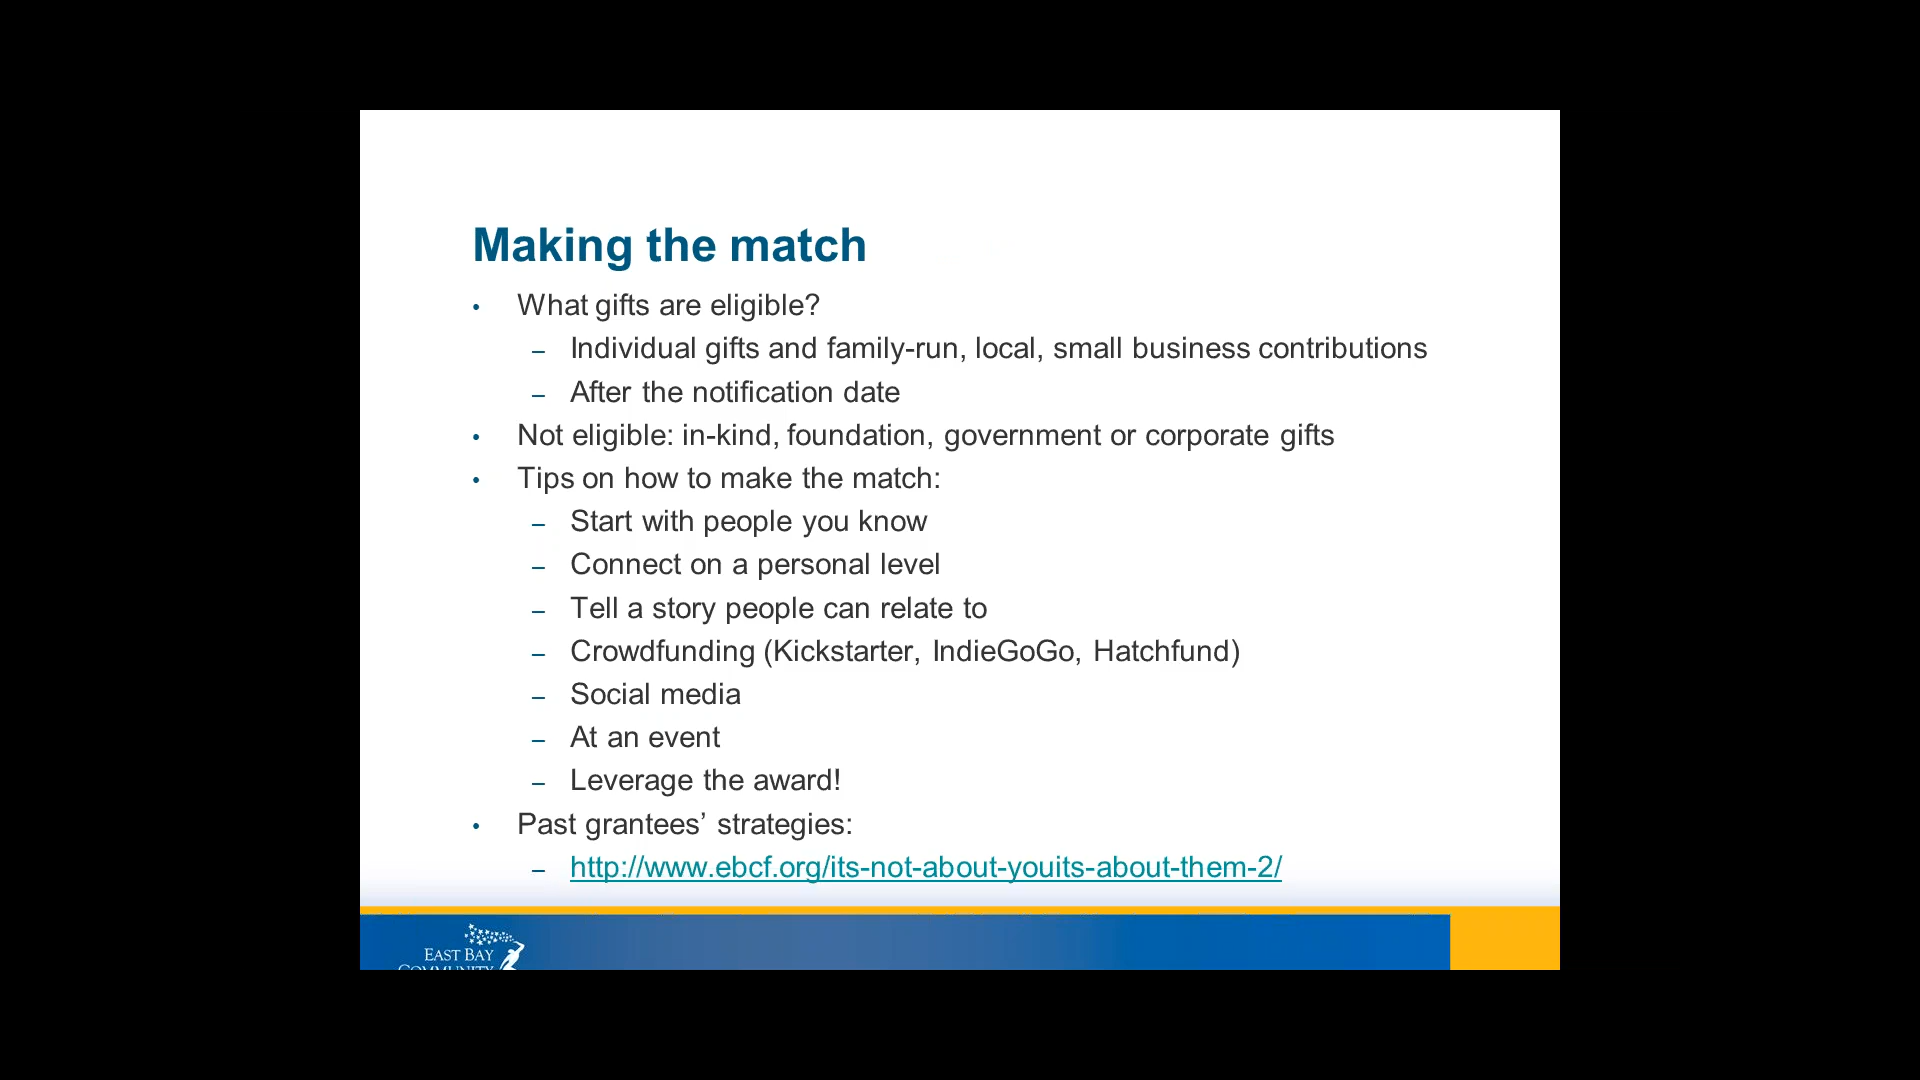 Making the match
• What gifts are eligible?
– Individual gifts and family-run, local, small business contributions
– After the notification date
• Not eligible: in-kind, foundation, government or corporate gifts
• Tips on how to make the match:
– Start with people you know
– Connect on a personal level
– Tell a story people can relate to
– Crowdfunding (Kickstarter, IndieGoGo, Hatchfund)
– Social media
– At an event
– Leverage the award!
• Past grantees’ strategies:
– http://www.ebcf.org/its-not-about-youits-about-them-2/
EAST BAY
COMMUNITY